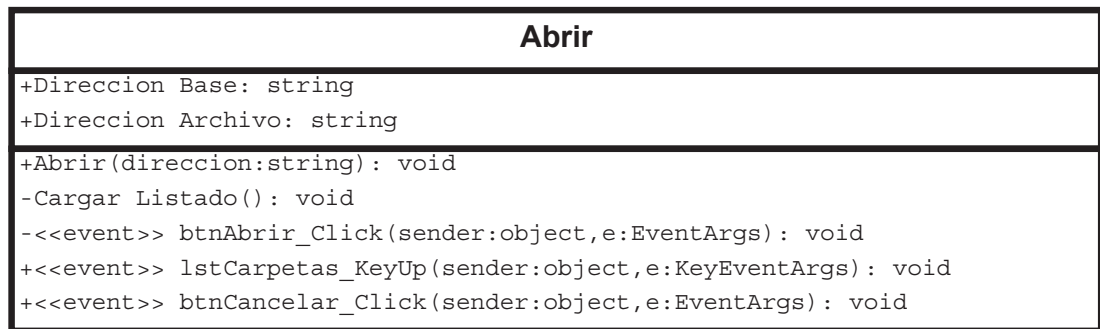 Abrir
+Direccion Base: string
+Direccion Archivo: string
+Abrir(direccion:string): void
-Cargar Listado(): void
-<<event>> btnAbrir_Click(sender:object,e:EventArgs): void
+<<event>> lstCarpetas_KeyUp(sender:object,e:KeyEventArgs): void
+<<event>> btnCancelar_Click(sender:object,e:EventArgs): void